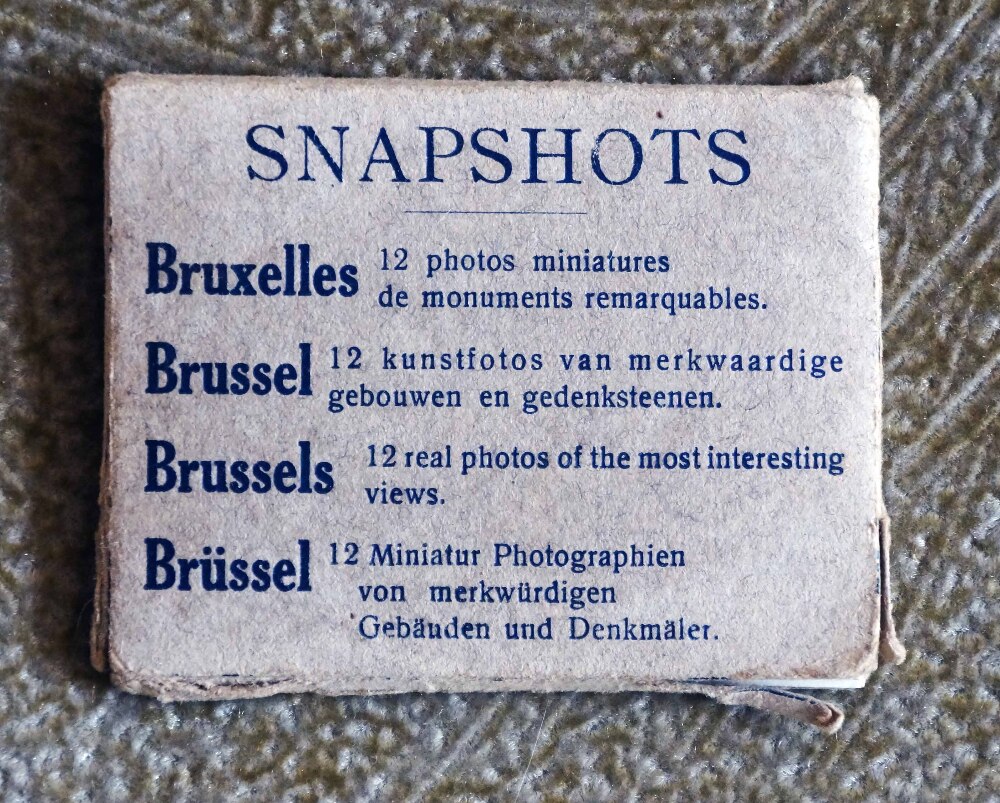 SNAPSHOTS
Bruxelles 12 photos miniatures
de monuments remarquables.
Brussel 12 kunstfotos van merkwaardige
gebouwen en gedenksteenen.
Brussels 12 real photos of the most interesting
views.
Brüssel 12 Miniatur Photographien
von merkwürdigen
Gebäuden und Denkmäler.